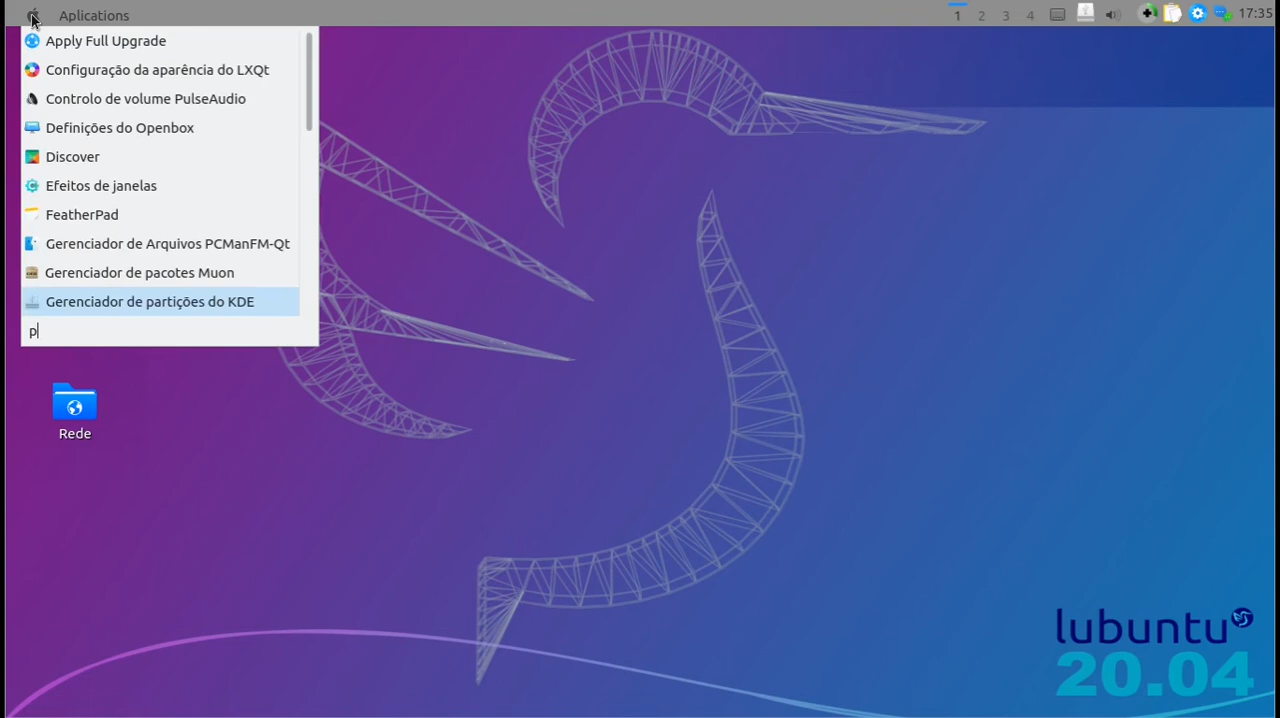 Aplications
1 2 3 4
17:35
Apply Full Upgrade
Configuração da aparência do LXQt
Controlo de volume PulseAudio
Definições do Openbox
Discover
Efeitos de janelas
FeatherPad
Gerenciador de Arquivos PCManFM-Qt
Gerenciador de pacotes Muon
Gerenciador de partições do KDE
p
Rede
lubuntu
20.04